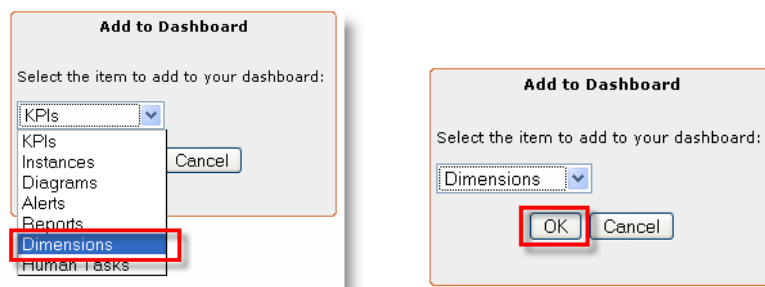 Add to Dashboard
Select the item to add to your dashboard:
KPIs
KPIs
Instances
Cancel
Diagrams
Alerts
Reports
Dimensions
Human Tasks
Add to Dashboard
Select the item to add to your dashboard:
Dimensions
OK Cancel